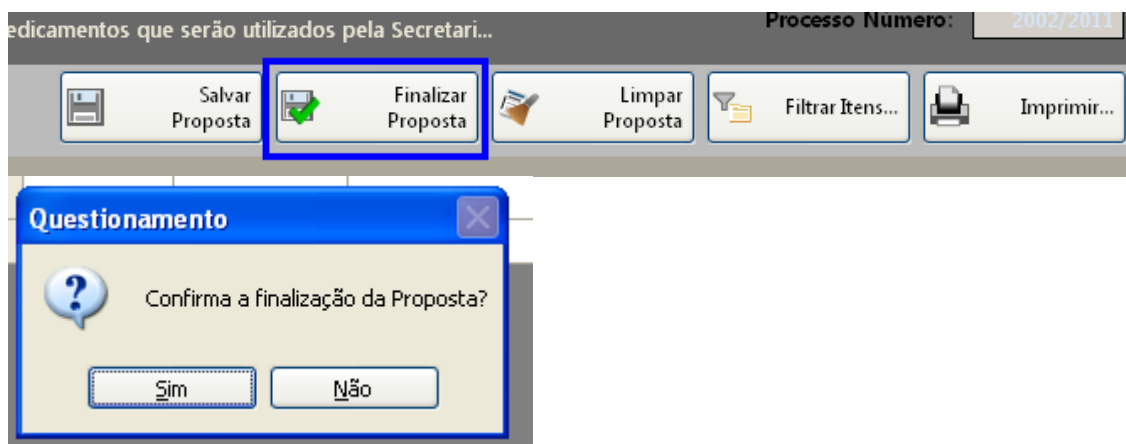 edicamentos que serão utilizados pela Secretari...
Processo Número: 2002/2011
Salvar
Proposta
Finalizar
Proposta
Limpar
Proposta
Filtrar Itens...
Imprimir...
Questionamento
Confirma a finalização da Proposta?
Sim
Não